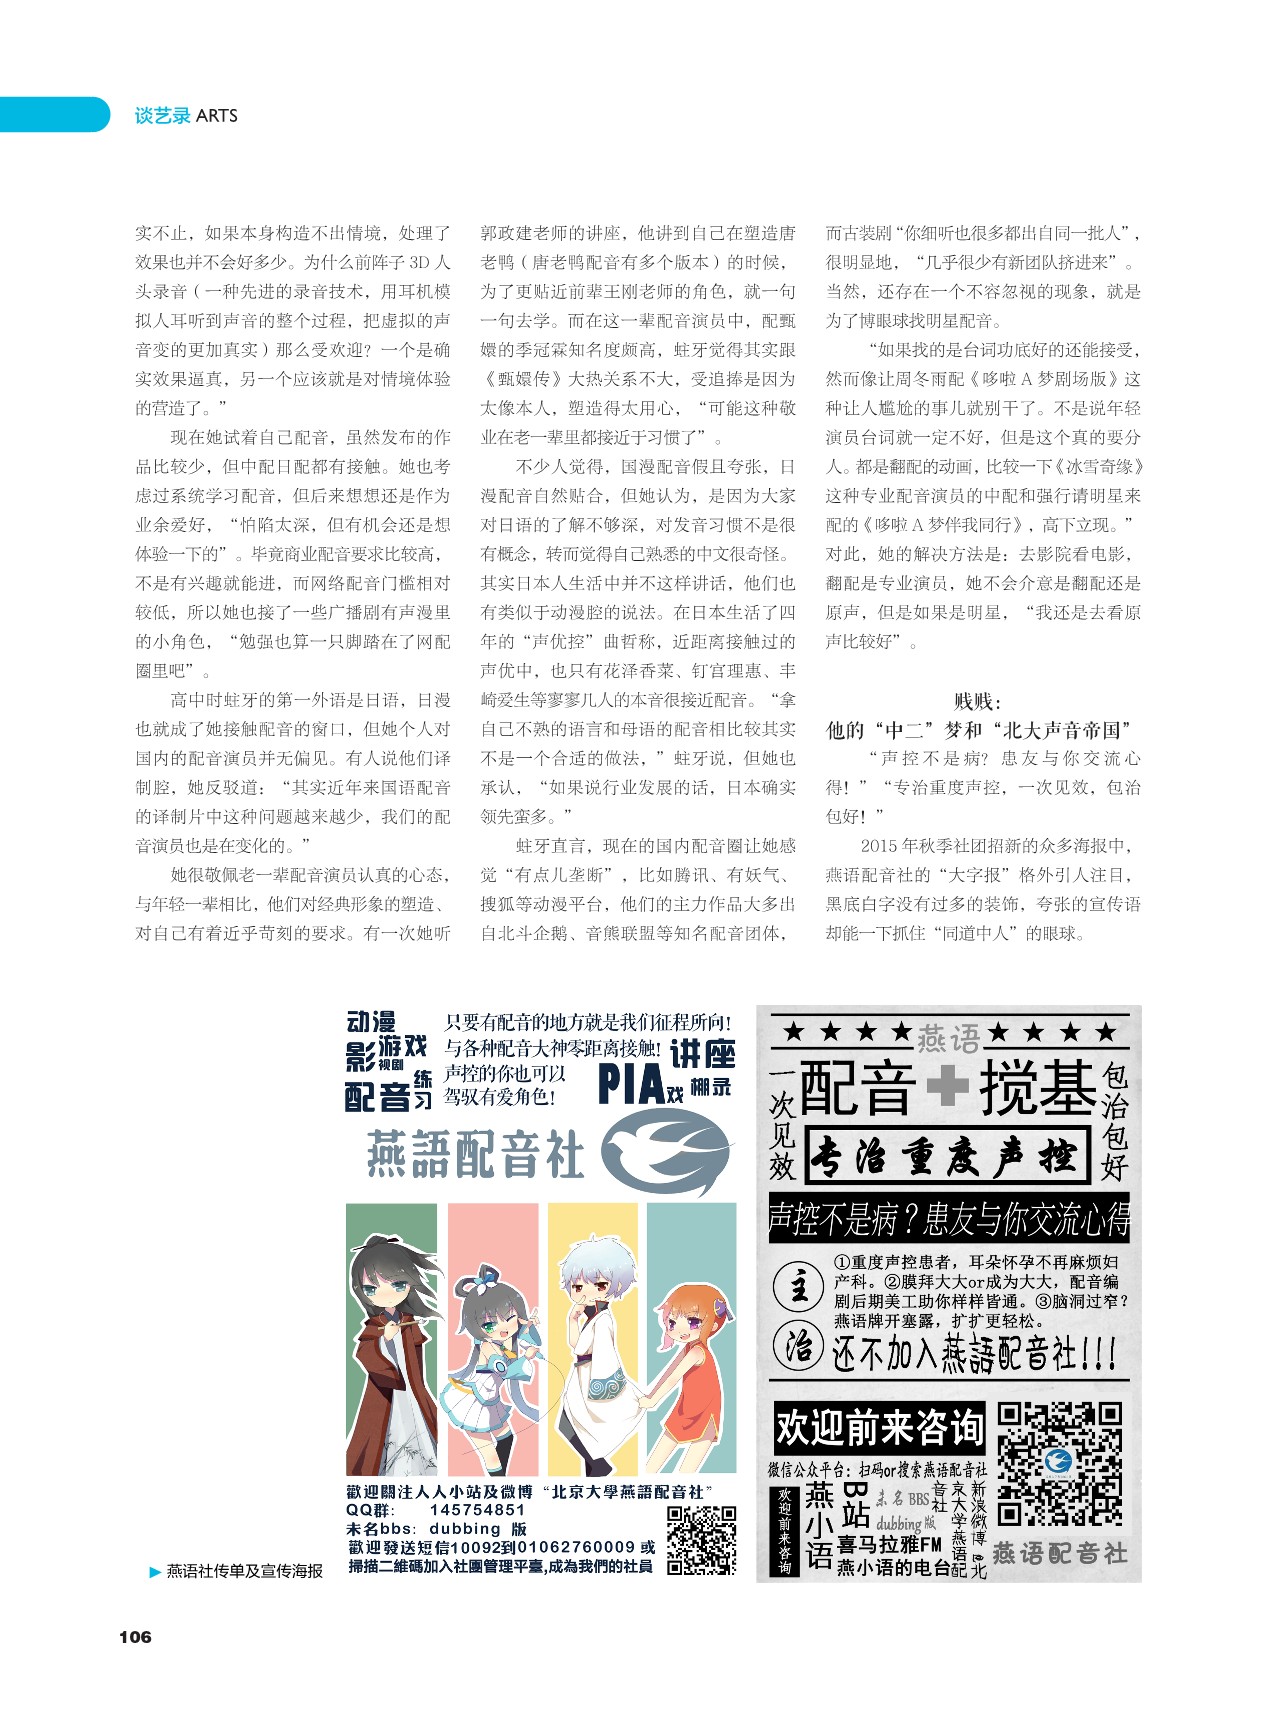 谈艺录 ARTS
实不止，如果本身构造不出情境，处理了
效果也并不会好多少。为什么前阵子 3D 人
头录音（一种先进的录音技术，用耳机模
拟人耳听到声音的整个过程，把虚拟的声
音变的更加真实）那么受欢迎？一个是确
实效果逼真，另一个应该就是对情境体验
的营造了。”
现在她试着自己配音，虽然发布的作
品比较少，但中配日配都有接触。她也考
虑过系统学习配音，但后来想想还是作为
业余爱好，“怕陷太深，但有机会还是想
体验一下的”。毕竟商业配音要求比较高，
不是有兴趣就能进，而网络配音门槛相对
较低，所以她也接了一些广播剧有声漫里
的小角色，“勉强也算一只脚踏在了网配
圈里吧”。
高中时蛀牙的第一外语是日语，日漫
也就成了她接触配音的窗口，但她个人对
国内的配音演员并无偏见。有人说他们译
制腔，她反驳道：“其实近年来国语配音
的译制片中这种问题越来越少，我们的配
音演员也是在变化的。”
她很敬佩老一辈配音演员认真的心态，
与年轻一辈相比，他们对经典形象的塑造、
对自己有着近乎苛刻的要求。有一次她听
郭政建老师的讲座，他讲到自己在塑造唐
老鸭（唐老鸭配音有多个版本）的时候，
为了更贴近前辈王刚老师的角色，就一句
一句去学。而在这一辈配音演员中，配甄
嬛的季冠霖知名度颇高，蛀牙觉得其实跟
《甄嬛传》大热关系不大，受追捧是因为
太像本人，塑造得太用心，“可能这种敬
业在老一辈里都接近于习惯了”。
不少人觉得，国漫配音假且夸张，日
漫配音自然贴合，但她认为，是因为大家
对日语的了解不够深，对发音习惯不是很
有概念，转而觉得自己熟悉的中文很奇怪。
其实日本人生活中并不这样讲话，他们也
有类似于动漫腔的说法。在日本生活了四
年的“声优控”曲哲称，近距离接触过的
声优中，也只有花泽香菜、钉宫理惠、丰
崎爱生等寥寥几人的本音很接近配音。“拿
自己不熟的语言和母语的配音相比较其实
不是一个合适的做法，”蛀牙说，但她也
承认，“如果说行业发展的话，日本确实
领先蛮多。”
蛀牙直言，现在的国内配音圈让她感
觉“有点儿垄断”，比如腾讯、有妖气、
搜狐等动漫平台，他们的主力作品大多出
自北斗企鹅、音熊联盟等知名配音团体，
而古装剧“你细听也很多都出自同一批人”，
很明显地，“几乎很少有新团队挤进来”。
当然，还存在一个不容忽视的现象，就是
为了博眼球找明星配音。
“如果找的是台词功底好的还能接受，
然而像让周冬雨配《哆啦 A 梦剧场版》这
种让人尴尬的事儿就别干了。不是说年轻
演员台词就一定不好，但是这个真的要分
人。都是翻配的动画，比较一下《冰雪奇缘》
这种专业配音演员的中配和强行请明星来
配的《哆啦 A 梦伴我同行》，高下立现。”
对此，她的解决方法是：去影院看电影，
翻配是专业演员，她不会介意是翻配还是
原声，但是如果是明星，“我还是去看原
声比较好”。
贱贱：
他的“中二”梦和“北大声音帝国”
“声控不是病？患友与你交流心
得！”“专治重度声控，一次见效，包治
包好！”
2015 年秋季社团招新的众多海报中，
燕语配音社的“大字报”格外引人注目，
黑底白字没有过多的装饰，夸张的宣传语
却能一下抓住“同道中人”的眼球。
动漫
影视剧 游戏
配音练习
只要有配音的地方就是我们征程所向！
与各种配音大神零距离接触！ 讲座
声控的你也可以
驾驭有爱角色！
PIA戏 棚录
燕語配音社
歡迎關注人人小站及微博“北京大學燕語配音社”
QQ群： 145754851
未名bbs: dubbing 版
歡迎發送短信10092到01062760009 或
掃描二維碼加入社團管理平臺,成為我們的社員
燕语
一次见效
配音＋搅基
包治包好
专治重度声控
声控不是病？患友与你交流心得
主治
①重度声控患者，耳朵怀孕不再麻烦妇
产科。②膜拜大大or成为大大，配音编
剧后期美工助你样样皆通。③脑洞过窄？
燕语牌开塞露，扩扩更轻松。
还不加入燕語配音社!!!
欢迎前来咨询
微信公众平台：扫码or搜索燕语配音社
欢迎前来咨询
燕小语
B站
未名BBS
dubbing版
喜马拉雅FM
燕小语的电台
新浪微博@北京大学燕语配音社
燕语配音社
▶ 燕语社传单及宣传海报
106